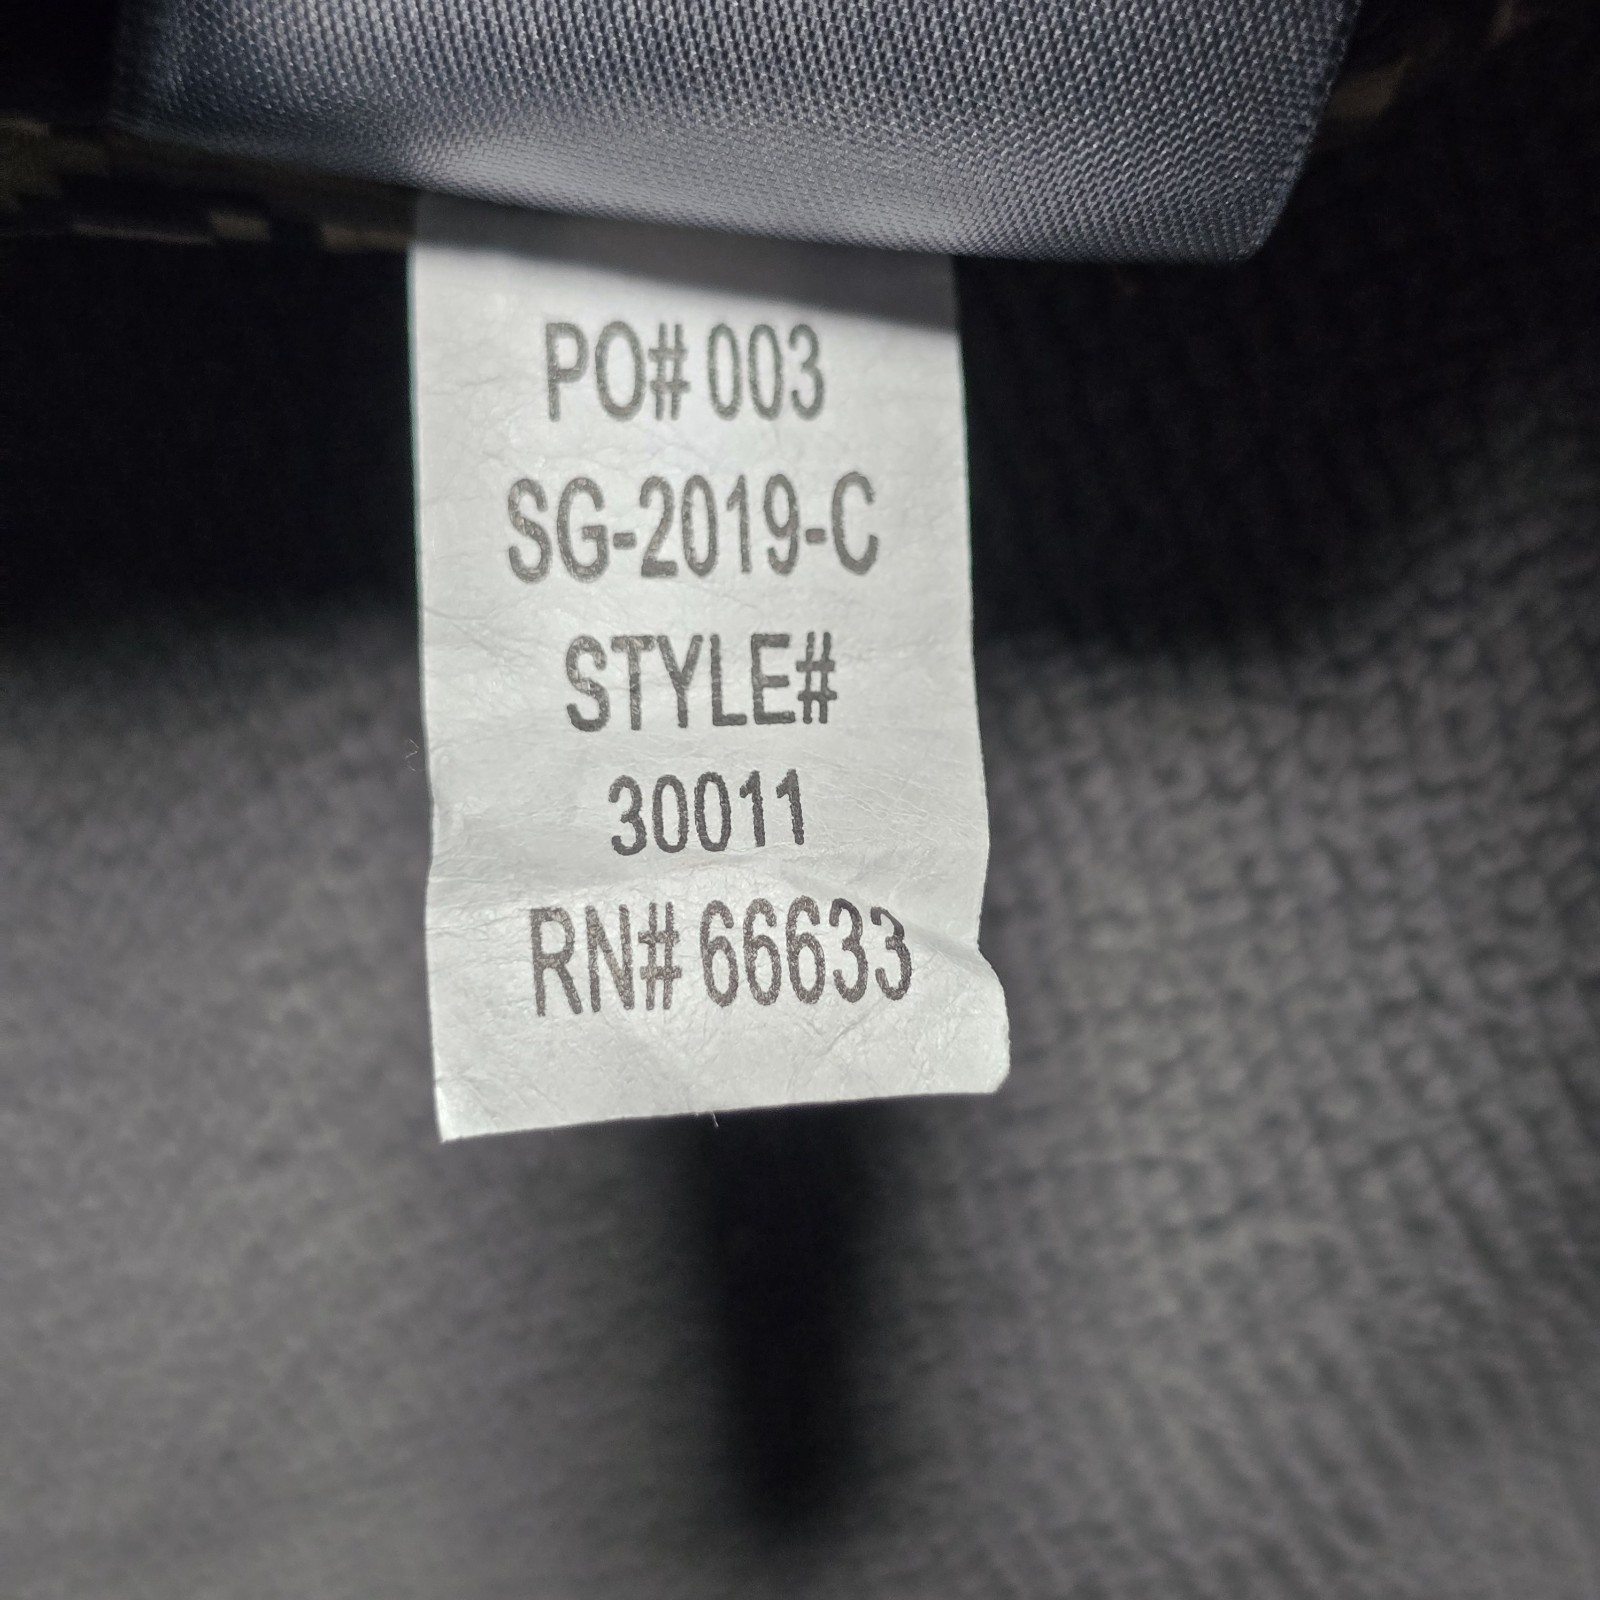 PO# 003
SG-2019-C
STYLE#
30011
RN# 66633